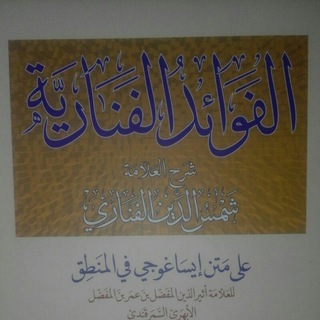 الفوائد الفنارية
شرح العلامة
شمس الدين الفناري
على متن إيساغوجي في المنطق
للعلامة أثير الدين المفضل بن عمر بن المفضل
الأبهري السمرقندي